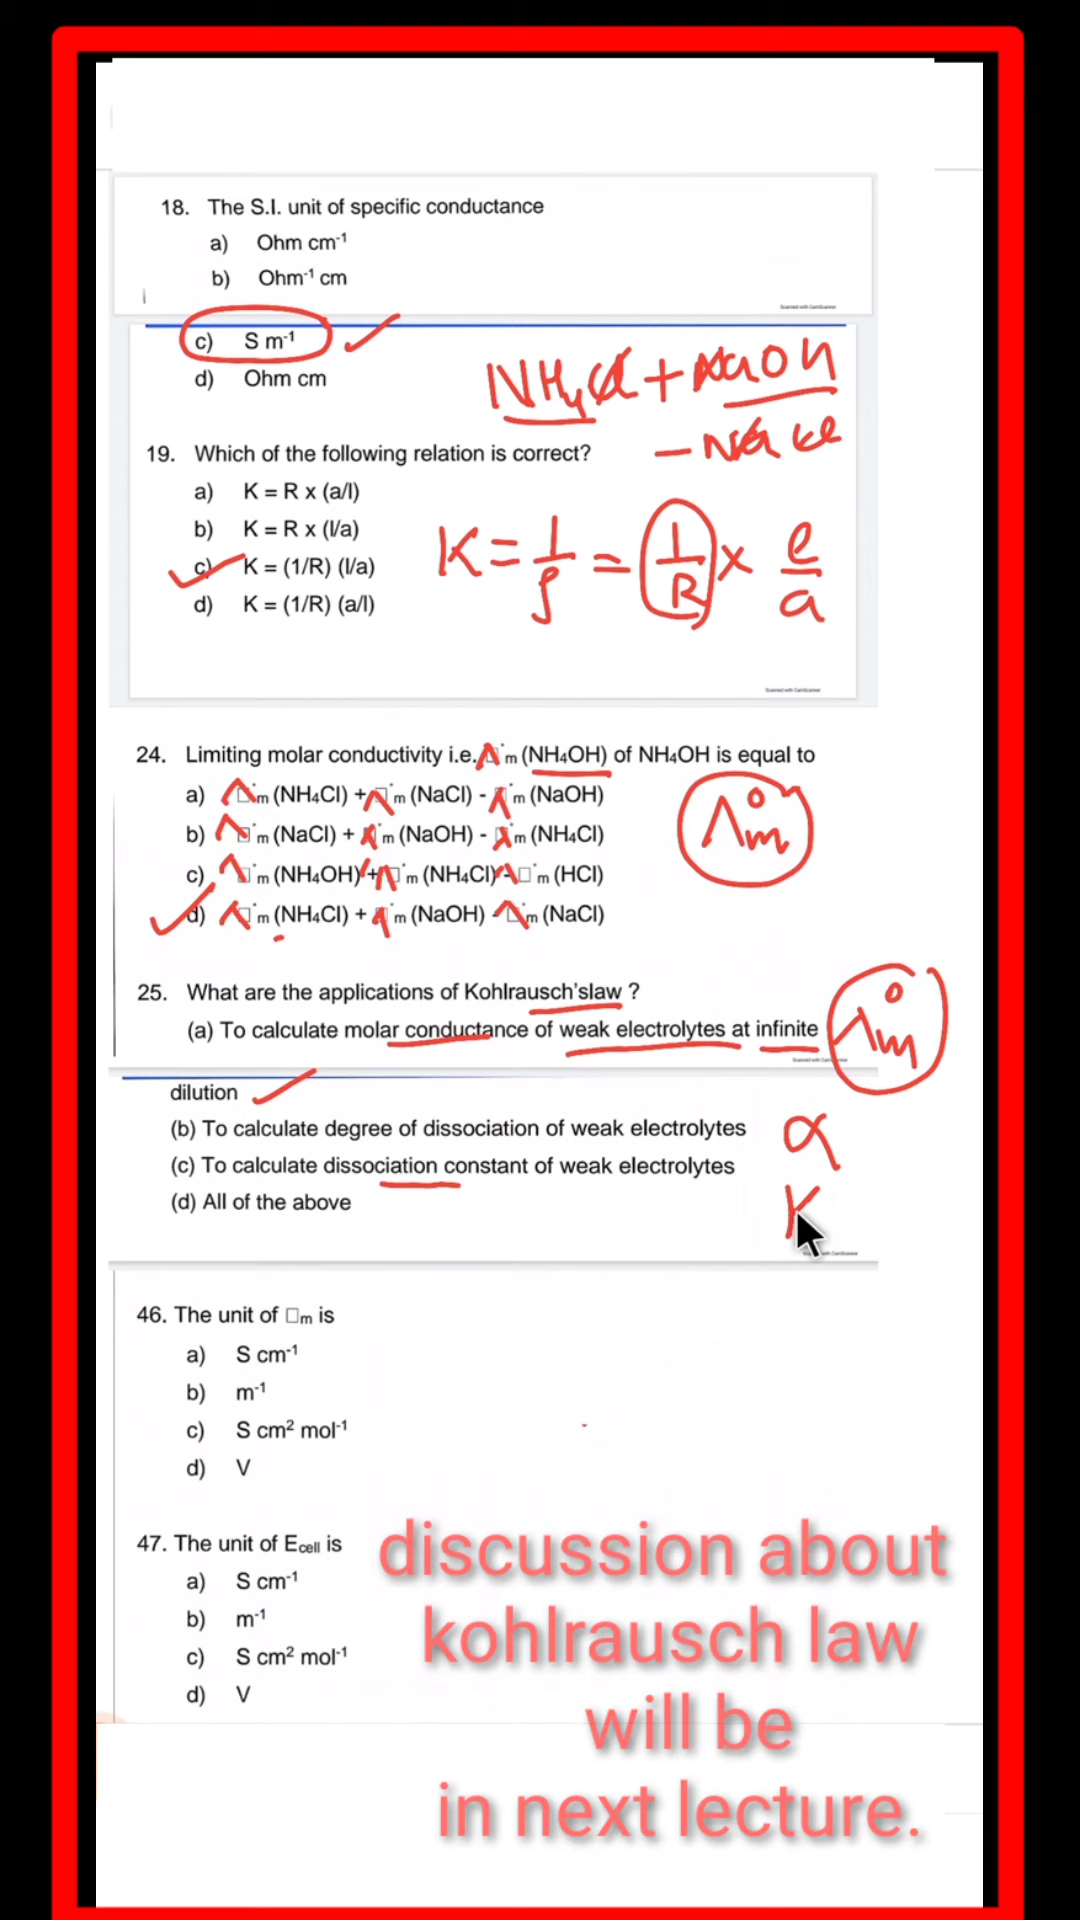 18. The S.I. unit of specific conductance
a) Ohm cm⁻¹
b) Ohm⁻¹ cm
Scanned with CamScanner
c) S m⁻¹
d) Ohm cm
NH₄Cl + NaOH
- NaCl
19. Which of the following relation is correct?
a) K = R x (a/l)
b) K = R x (l/a)
c) K = (1/R) (l/a)
d) K = (1/R) (a/l)
K = 1/ρ = 1/R × l/a
Scanned with CamScanner
24. Limiting molar conductivity i.e. Λ°m (NH₄OH) of NH₄OH is equal to
a) Λ°m (NH₄Cl) + Λ°m (NaCl) - Λ°m (NaOH)
b) Λ°m (NaCl) + Λ°m (NaOH) - Λ°m (NH₄Cl)
c) Λ°m (NH₄OH) + Λ°m (NH₄Cl) - Λ°m (HCl)
d) Λ°m (NH₄Cl) + Λ°m (NaOH) - Λ°m (NaCl)
Λ°m
25. What are the applications of Kohlrausch'slaw ?
(a) To calculate molar conductance of weak electrolytes at infinite
Λ°m
dilution
(b) To calculate degree of dissociation of weak electrolytes
α
(c) To calculate dissociation constant of weak electrolytes
(d) All of the above
K
46. The unit of □m is
a) S cm⁻¹
b) m⁻¹
c) S cm² mol⁻¹
d) V
47. The unit of Ecell is
a) S cm⁻¹
b) m⁻¹
c) S cm² mol⁻¹
d) V
discussion about
kohlrausch law
will be
in next lecture.